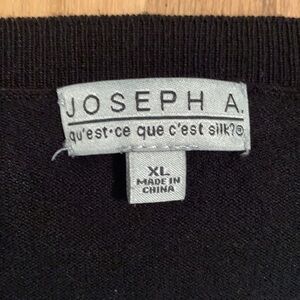 JOSEPH A.
qu'est·ce que c'est silk?®
XL
MADE IN
CHINA